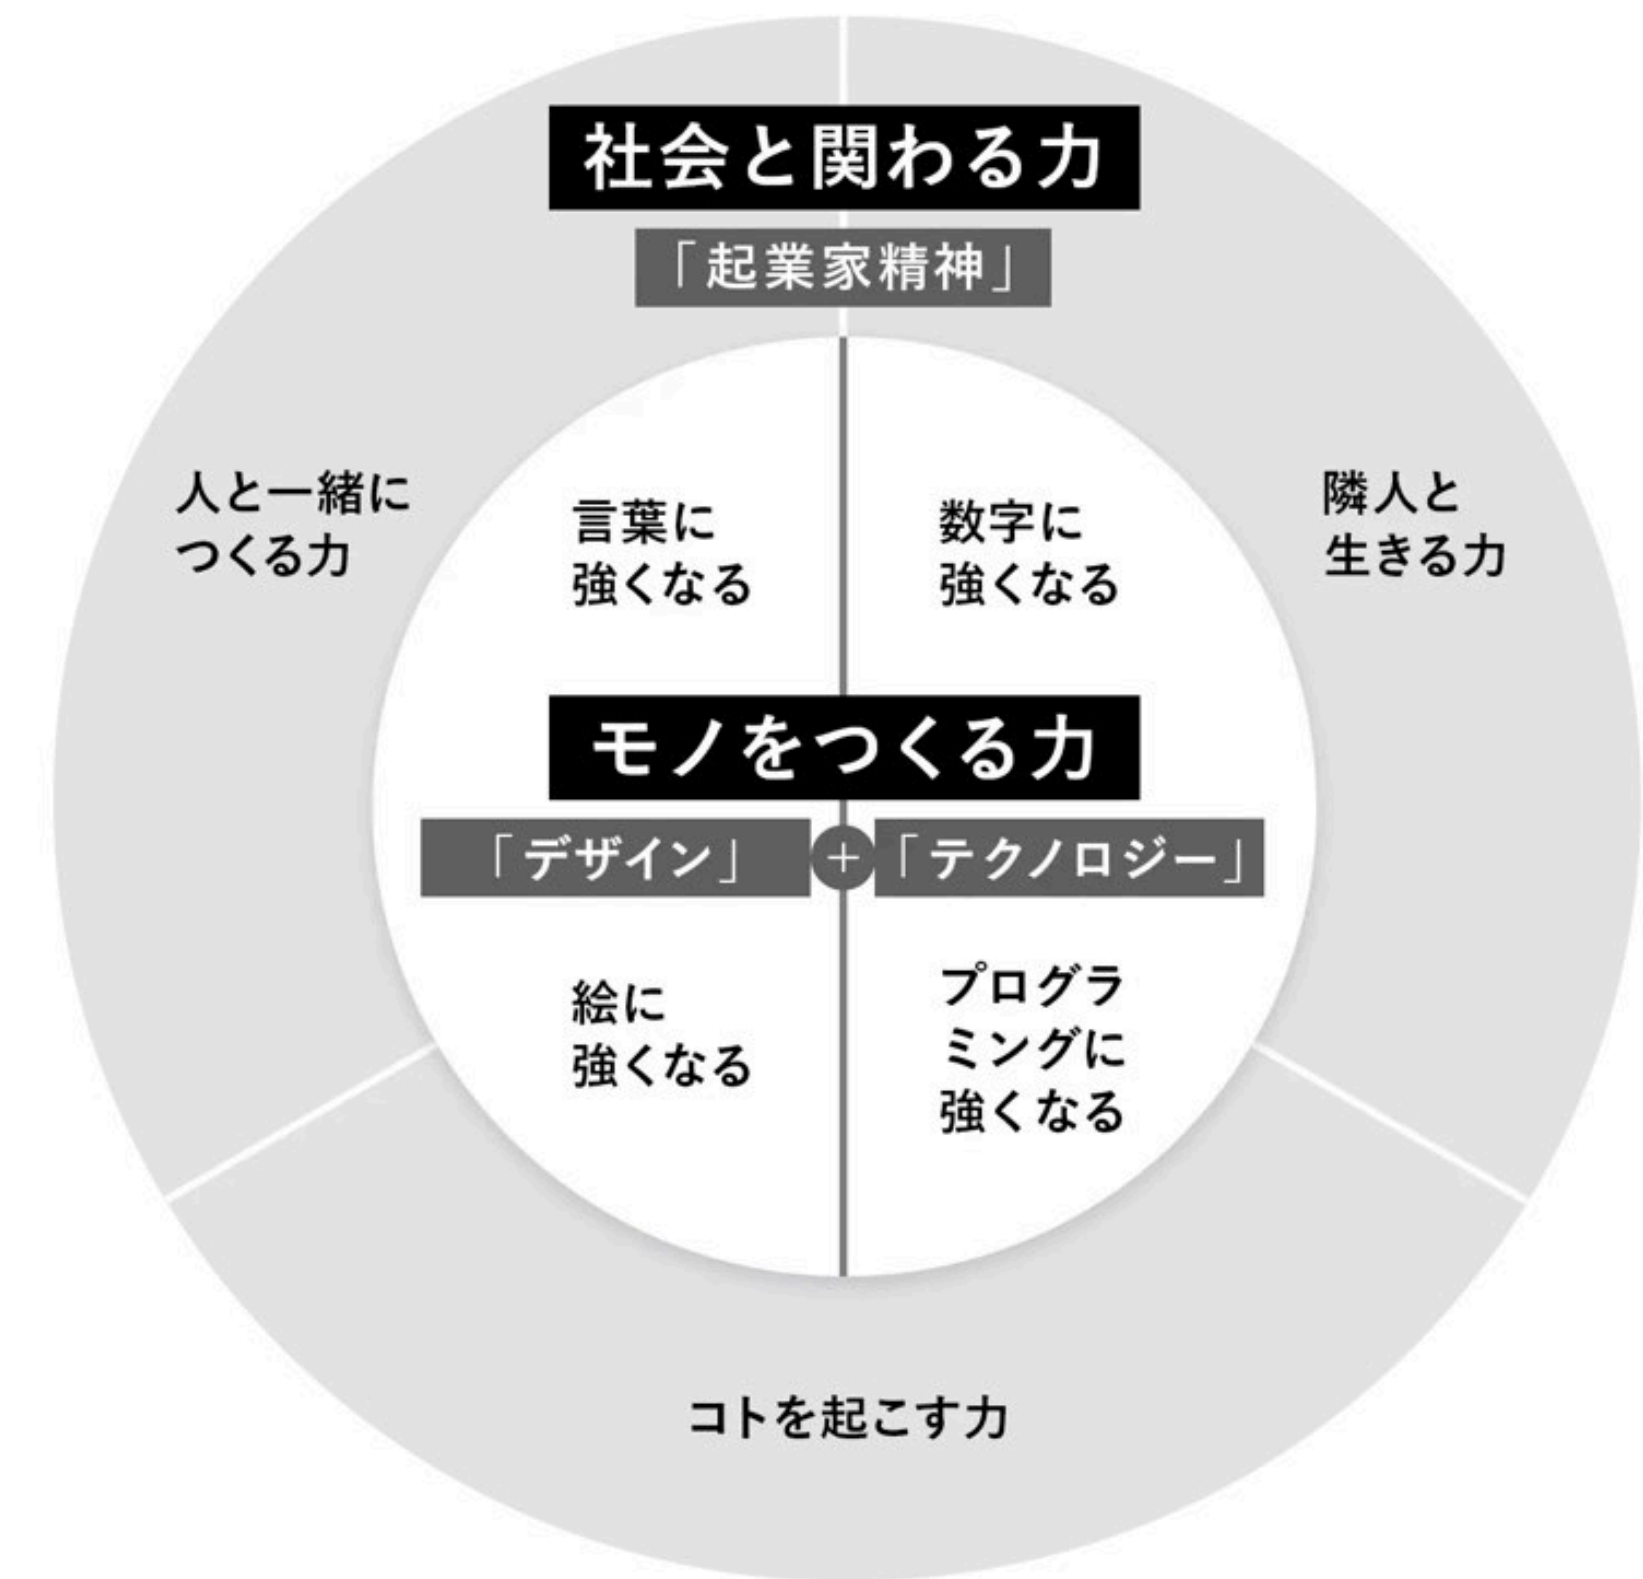 社会と関わる力
「起業家精神」
人と一緒に
つくる力
隣人と
生きる力
言葉に
強くなる
数字に
強くなる
モノをつくる力
「デザイン」+「テクノロジー」
絵に
強くなる
プログラ
ミングに
強くなる
コトを起こす力